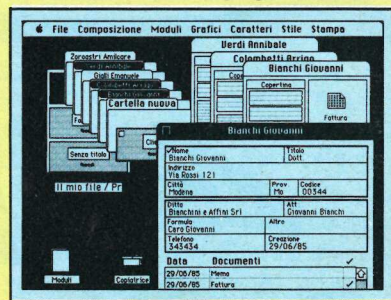 File Composizione Moduli Grafici Caratteri Stile Stampa
Verdi Annibale
Zoroastri Amilcare
Colombetti Arrigo
Verdi Annibale
Bianchi Giovanni
Gialli Emanuele
Copertina
Cartella nuova
Fattura
Bianchi Giovanni
Senza titolo
✓Nome
Titolo
Bianchi Giovanni
Dott.
Indirizzo
Via Rossi 121
Città
Prov
Codice
Modena
Mo
00344
Il mio file / Pr
Ditta
Att
Bianchini e Affini Srl
Giovanni Bianchi
Formula
Altro
Caro Giovanni
Telefono
Creazione
343434
29/06/85
Data Documenti ✓
29/06/85 Memo
29/06/85 Fattura
Moduli
Copiatrice